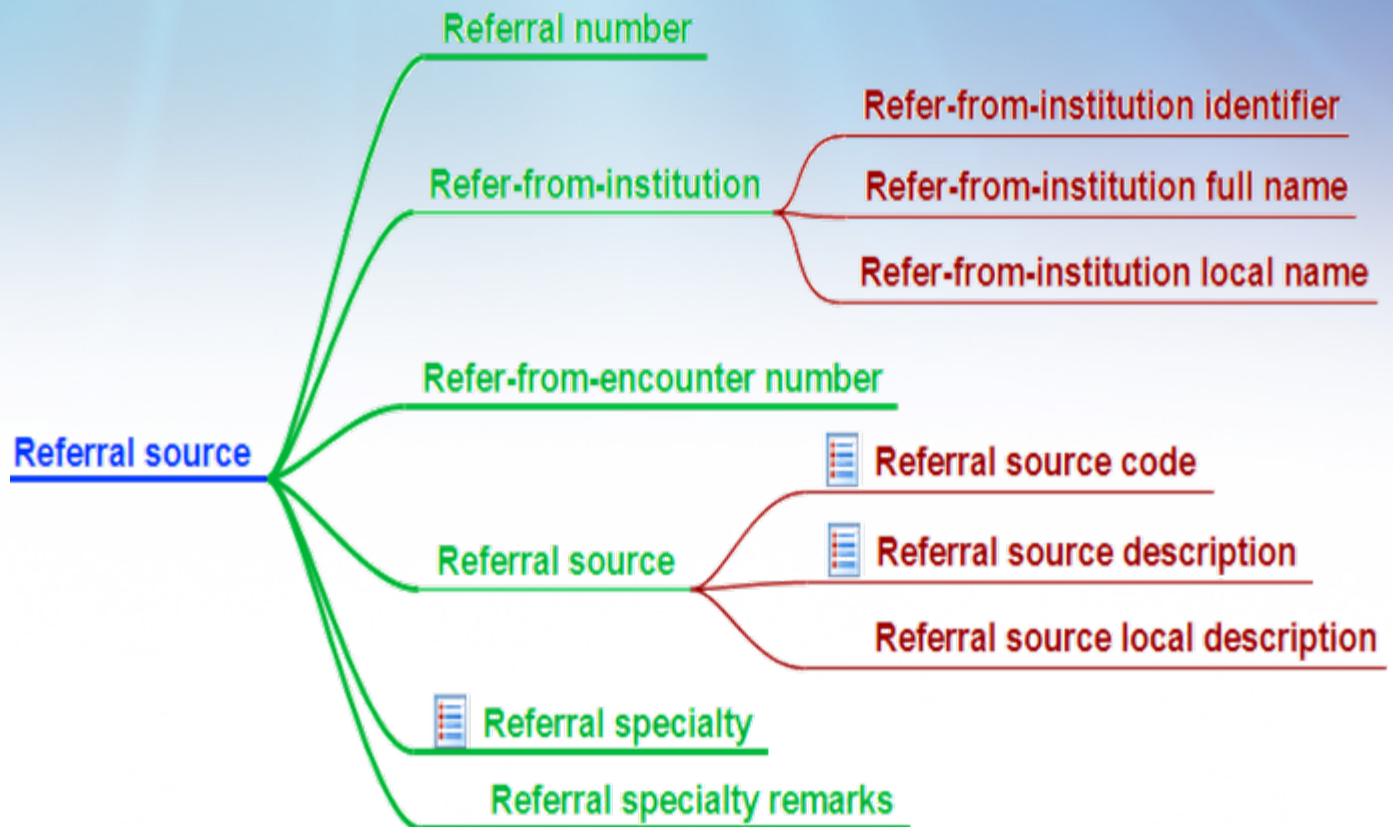 Referral number
Refer-from-institution identifier
Refer-from-institution
Refer-from-institution full name
Refer-from-institution local name
Refer-from-encounter number
Referral source
Referral source code
Referral source description
Referral source
Referral source local description
Referral specialty
Referral specialty remarks